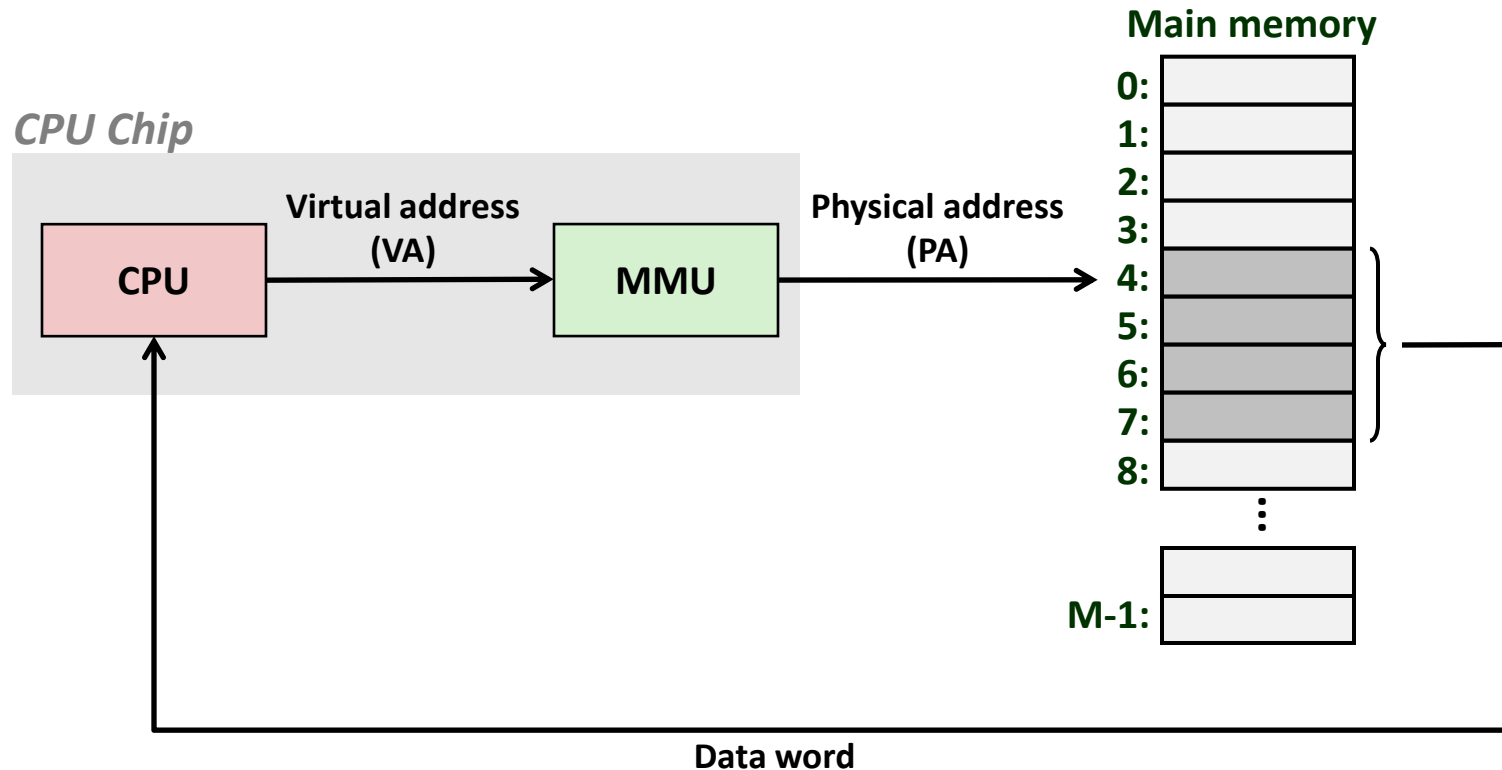 Main memory
0:
CPU Chip
1:
2:
Virtual address
(VA)
Physical address
(PA)
3:
CPU
MMU
4:
5:
6:
7:
8:
⋮
M-1:
Data word